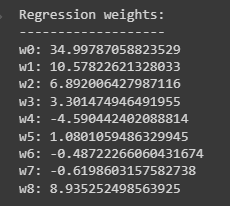 Regression weights:
-------------------
w0: 34.99787058823529
w1: 10.57822621328033
w2: 6.892006427987116
w3: 3.301474946491955
w4: -4.590442402088814
w5: 1.0801059486329945
w6: -0.48722266060431674
w7: -0.6198603157582738
w8: 8.935252498563925